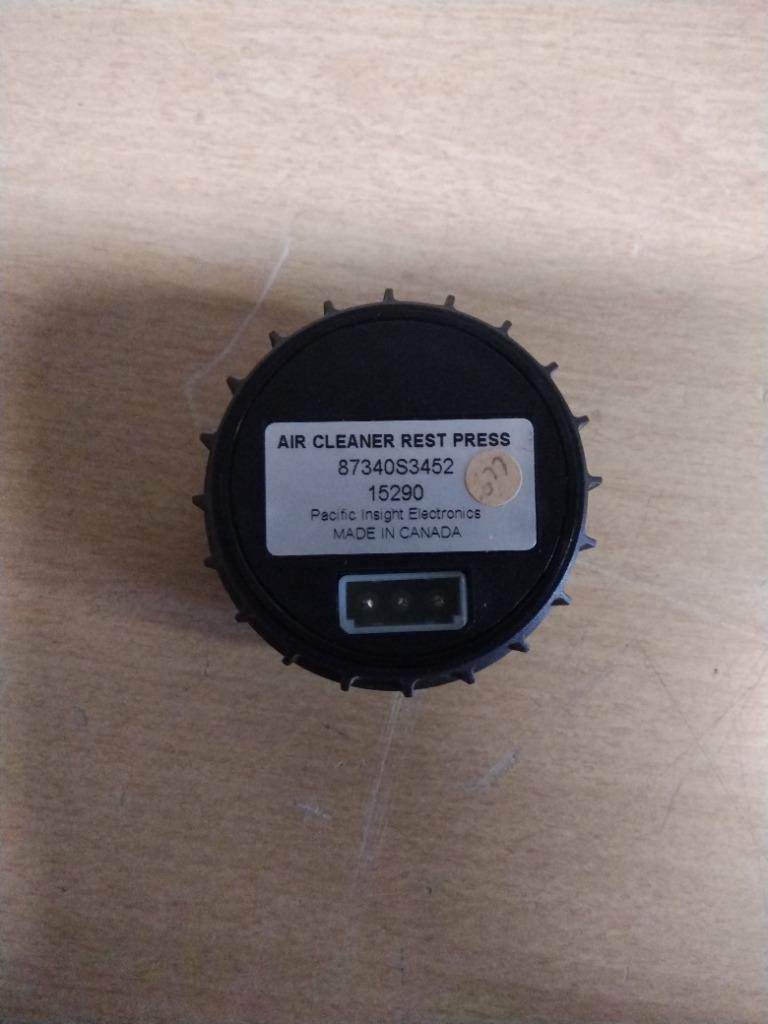 AIR CLEANER REST PRESS
87340S3452
15290
Pacific Insight Electronics
MADE IN CANADA